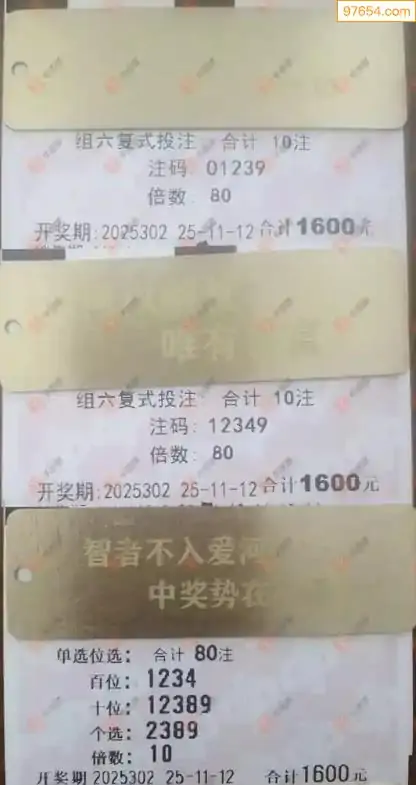 97654.com
组六复式投注 合计 10注
注码: 01239
倍数: 80
开奖期:2025302 25-11-12 合计1600元
唯有
组六复式投注: 合计 10注
注码: 12349
倍数: 80
开奖期:2025302 25-11-12 合计1600元
智者不入爱河
中奖势在
单选位选: 合计 80注
百位: 1234
十位: 12389
个选: 2389
倍数: 10
开奖期 2025302 25-11-12 合计1600元